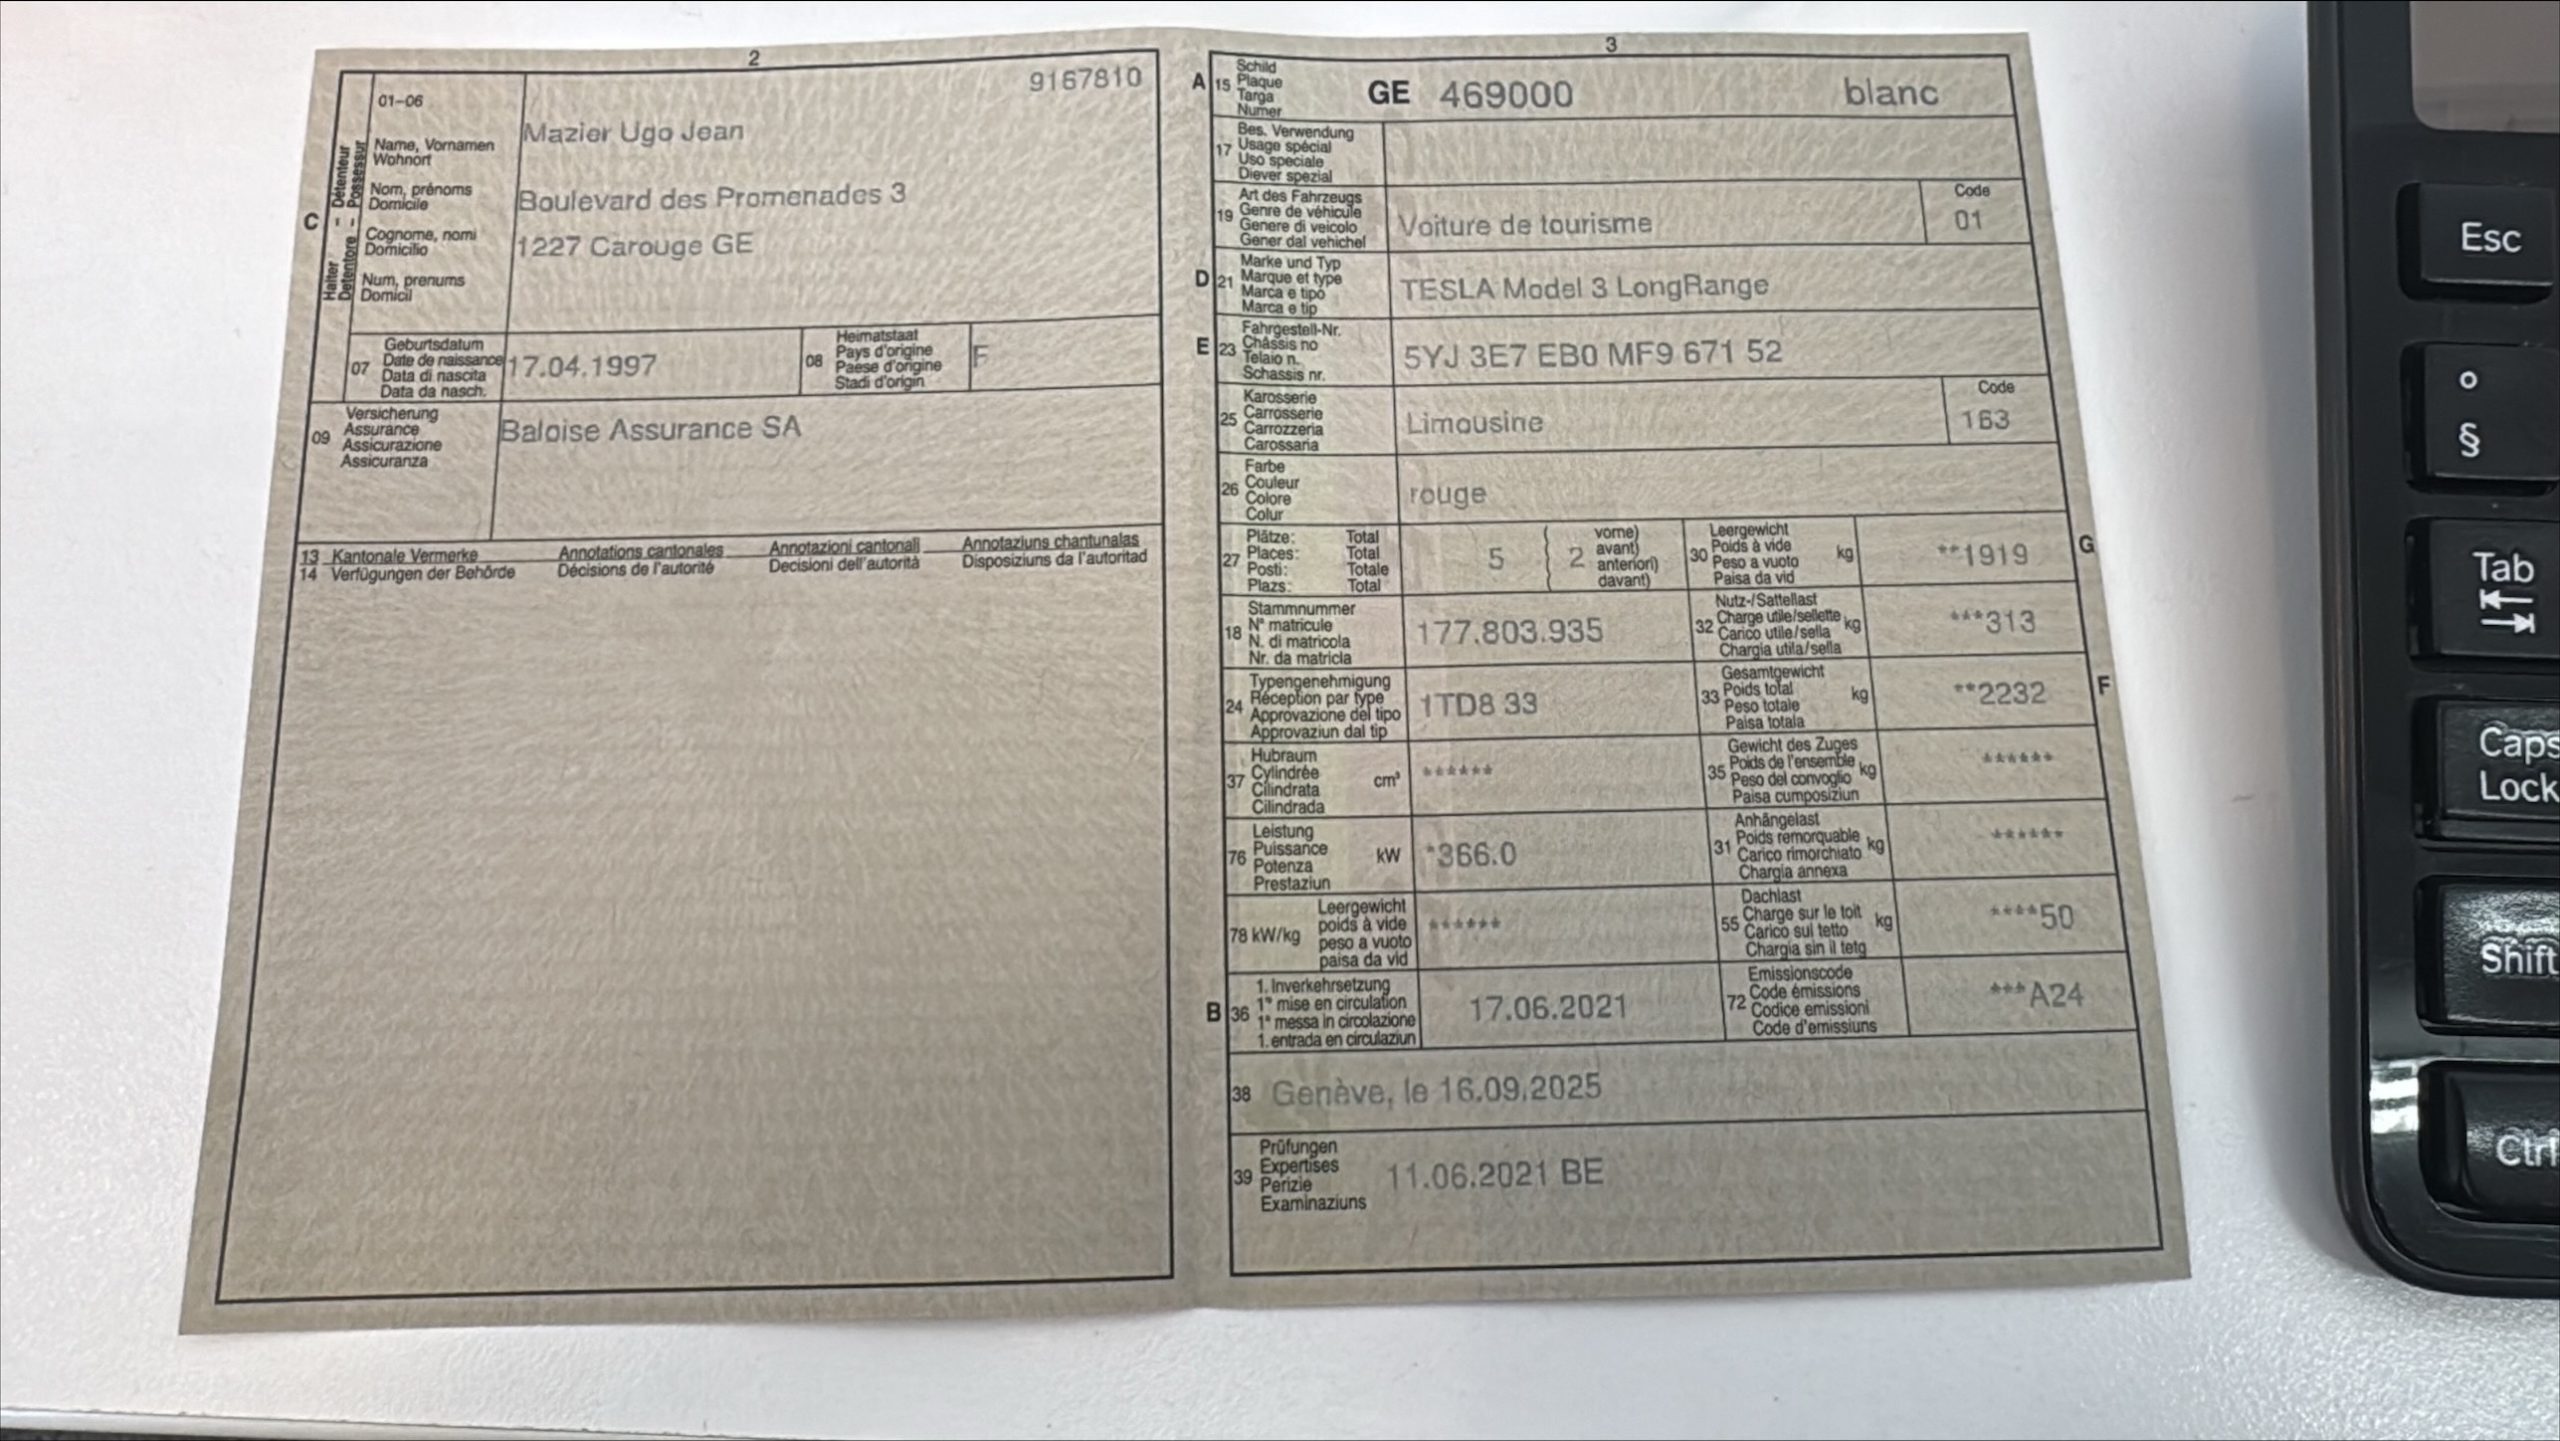 2
01–06
9167810
Halter – Détenteur
Detentore – Possessur
C
Name, Vornamen
Wohnort
Mazier Ugo Jean
Nom, prénoms
Domicile
Boulevard des Promenades 3
Cognome, nomi
Domicilio
1227 Carouge GE
Num, prenums
Domicil
07
Geburtsdatum
Date de naissance
Data di nascita
Data da nasch.
17.04.1997
08
Heimatstaat
Pays d'origine
Paese d'origine
Stadi d'origin
F
09
Versicherung
Assurance
Assicurazione
Assicuranza
Baloise Assurance SA
13 Kantonale Vermerke Annotations cantonales Annotazioni cantonali Annotaziuns chantunalas
14 Verfügungen der Behörde Décisions de l'autorité Decisioni dell'autorità Disposiziuns da l'autoritad
3
A 15
Schild
Plaque
Targa
Numer
GE 469000 blanc
17
Bes. Verwendung
Usage spécial
Uso speciale
Diever spezial
19
Art des Fahrzeugs
Genre de véhicule
Genere di veicolo
Gener dal vehichel
Voiture de tourisme
Code
01
D 21
Marke und Typ
Marque et type
Marca e tipo
Marca e tip
TESLA Model 3 LongRange
E 23
Fahrgestell-Nr.
Châssis no
Telaio n.
Schassis nr.
5YJ 3E7 EB0 MF9 671 52
25
Karosserie
Carrosserie
Carrozzeria
Carossaria
Limousine
Code
163
26
Farbe
Couleur
Colore
Colur
rouge
27
Plätze: Total
Places: Total
Posti: Totale
Plazs: Total
5
2
vorne)
avant)
anteriori)
davant)
30
Leergewicht
Poids à vide
Peso a vuoto
Paisa da vid
kg
**1919
G
18
Stammnummer
N° matricule
N. di matricola
Nr. da matricla
177.803.935
32
Nutz-/Sattellast
Charge utile/sellette
Carico utile/sella
Chargia utila/sella
kg
***313
24
Typengenehmigung
Réception par type
Approvazione del tipo
Approvaziun dal tip
1TD8 33
33
Gesamtgewicht
Poids total
Peso totale
Paisa totala
kg
**2232
F
37
Hubraum
Cylindrée
Cilindrata
Cilindrada
cm³
******
35
Gewicht des Zuges
Poids de l'ensemble
Peso del convoglio
Paisa cumposiziun
kg
******
76
Leistung
Puissance
Potenza
Prestaziun
kW
*366.0
31
Anhängelast
Poids remorquable
Carico rimorchiato
Chargia annexa
kg
******
78 kW/kg
Leergewicht
poids à vide
peso a vuoto
paisa da vid
******
55
Dachlast
Charge sur le toit
Carico sul tetto
Chargia sin il tetg
kg
****50
B 36
1. Inverkehrsetzung
1re mise en circulation
1a messa in circolazione
1. entrada en circulaziun
17.06.2021
72
Emissionscode
Code émissions
Codice emissioni
Code d'emissiuns
***A24
38 Genève, le 16.09.2025
39
Prüfungen
Expertises
Perizie
Examinaziuns
11.06.2021 BE
Esc
°
§
Tab
Caps
Lock
Shift
Ctrl